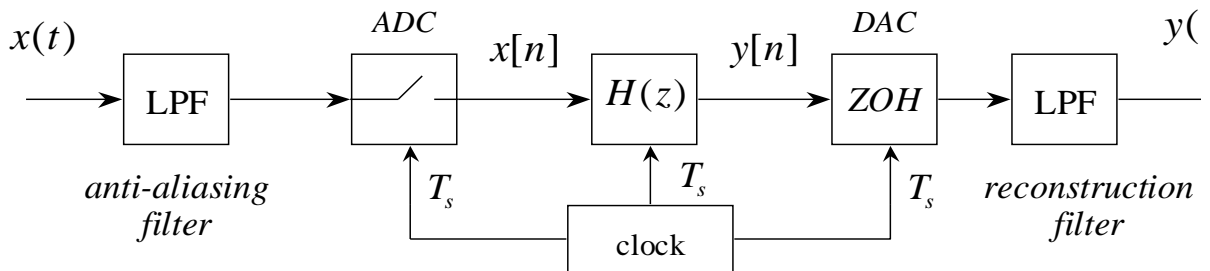 x(t)
LPF
anti-aliasing
filter
ADC
T_s
x[n]
H(z)
T_s
clock
y[n]
DAC
ZOH
T_s
LPF
reconstruction
filter
y(